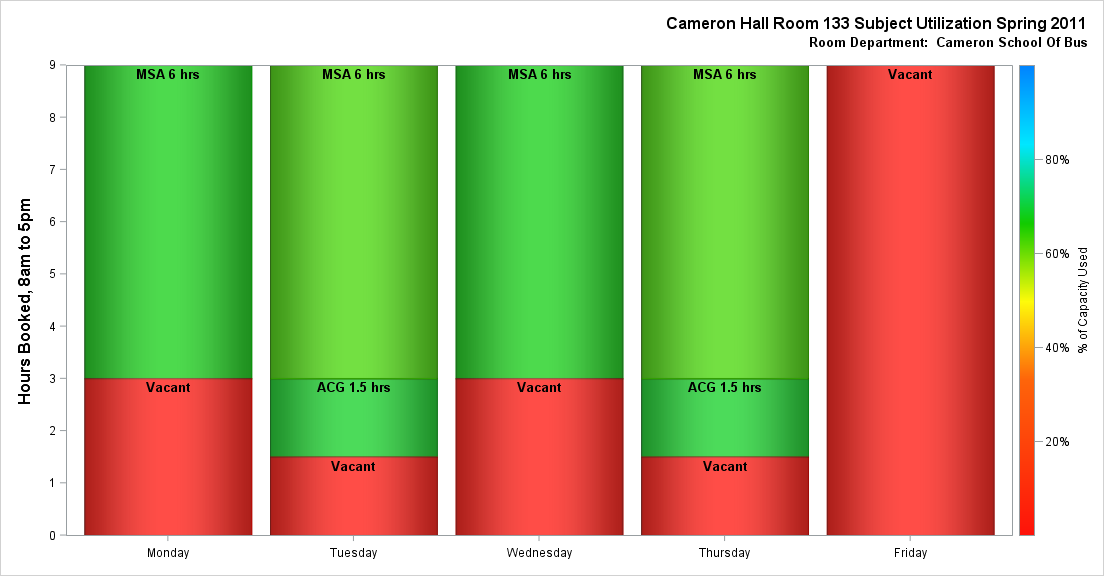 Cameron Hall Room 133 Subject Utilization Spring 2011
Room Department:  Cameron School Of Bus
Hours Booked, 8am to 5pm
9
8
7
6
5
4
3
2
1
0
MSA 6 hrs
Vacant
MSA 6 hrs
ACG 1.5 hrs
Vacant
MSA 6 hrs
Vacant
MSA 6 hrs
ACG 1.5 hrs
Vacant
Vacant
Monday
Tuesday
Wednesday
Thursday
Friday
80%
60%
40%
20%
% of Capacity Used